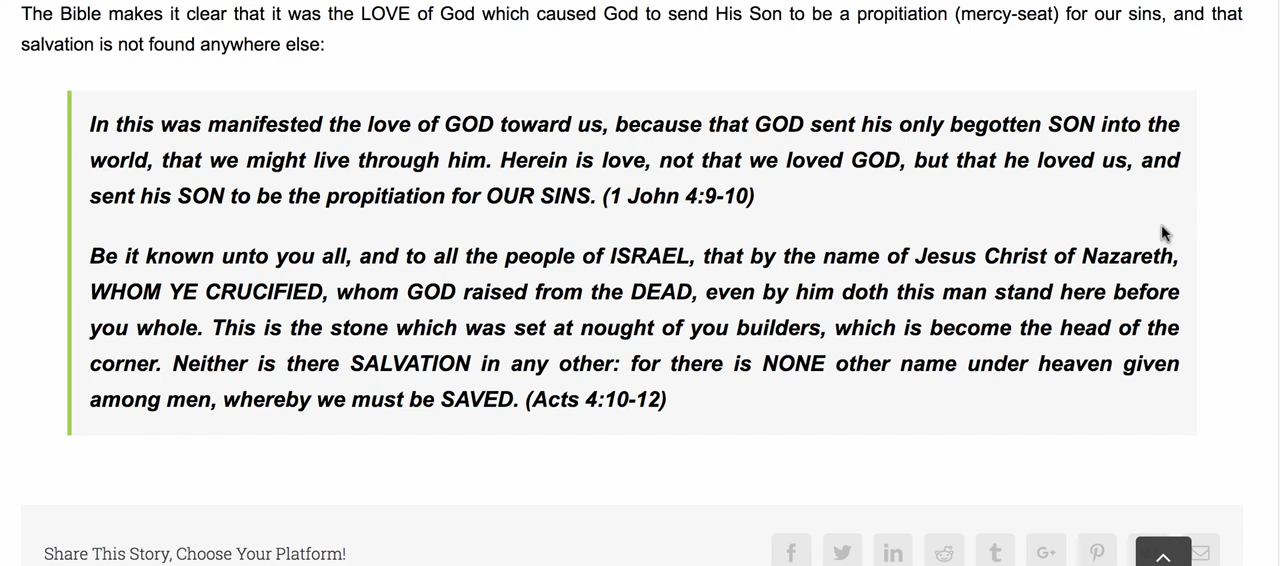 The Bible makes it clear that it was the LOVE of God which caused God to send His Son to be a propitiation (mercy-seat) for our sins, and that
salvation is not found anywhere else:
In this was manifested the love of GOD toward us, because that GOD sent his only begotten SON into the
world, that we might live through him. Herein is love, not that we loved GOD, but that he loved us, and
sent his SON to be the propitiation for OUR SINS. (1 John 4:9-10)
Be it known unto you all, and to all the people of ISRAEL, that by the name of Jesus Christ of Nazareth,
WHOM YE CRUCIFIED, whom GOD raised from the DEAD, even by him doth this man stand here before
you whole. This is the stone which was set at nought of you builders, which is become the head of the
corner. Neither is there SALVATION in any other: for there is NONE other name under heaven given
among men, whereby we must be SAVED. (Acts 4:10-12)
Share This Story, Choose Your Platform!